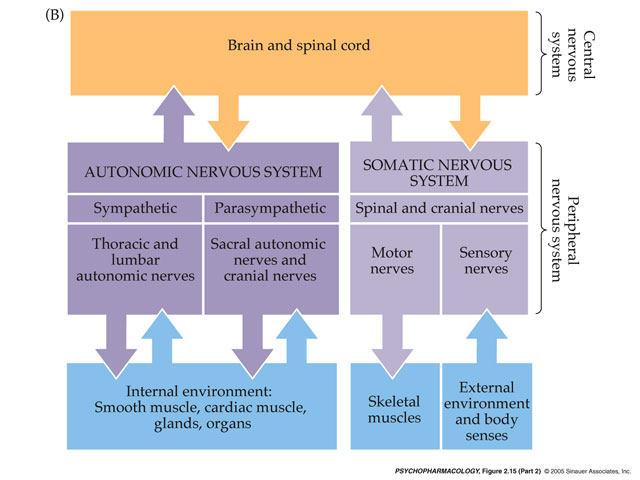 (B)
Brain and spinal cord
Central
nervous
system
AUTONOMIC NERVOUS SYSTEM
SOMATIC NERVOUS
SYSTEM
Sympathetic
Parasympathetic
Spinal and cranial nerves
Thoracic and
lumbar
autonomic nerves
Sacral autonomic
nerves and
cranial nerves
Motor
nerves
Sensory
nerves
Peripheral
nervous system
Internal environment:
Smooth muscle, cardiac muscle,
glands, organs
Skeletal
muscles
External
environment
and body
senses
PSYCHOPHARMACOLOGY, Figure 2.15 (Part 2) © 2005 Sinauer Associates, Inc.